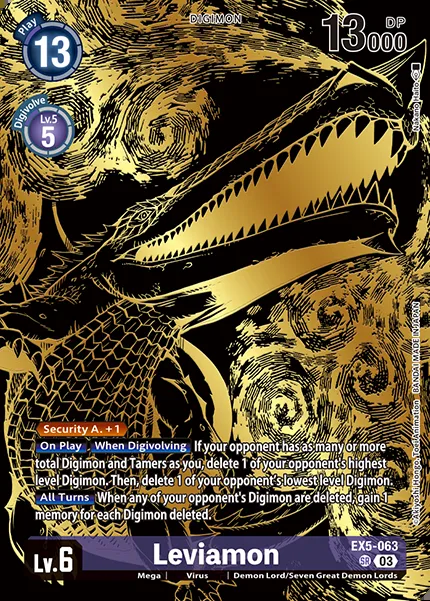 DIGIMON
Play
13
DP
13000
Digivolve
Lv.5
5
Security A. +1
On Play When Digivolving If your opponent has as many or more
total Digimon and Tamers as you, delete 1 of your opponent's highest
level Digimon. Then, delete 1 of your opponent's lowest level Digimon.
All Turns When any of your opponent's Digimon are deleted, gain 1
memory for each Digimon deleted.
Lv.6
Leviamon
EX5-063
SR 03
Mega | Virus | Demon Lord/Seven Great Demon Lords
©Akiyoshi Hongo, Toei Animation BANDAI MADE IN JAPAN